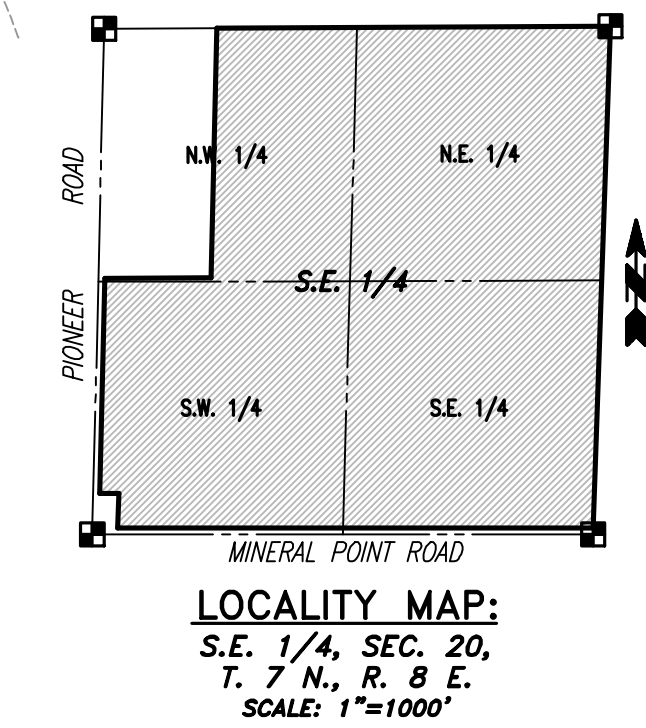 N.W. 1/4
N.E. 1/4
PIONEER ROAD
S.E. 1/4
N
S.W. 1/4
S.E. 1/4
MINERAL POINT ROAD
LOCALITY MAP:
S.E. 1/4, SEC. 20,
T. 7 N., R. 8 E.
SCALE: 1"=1000'